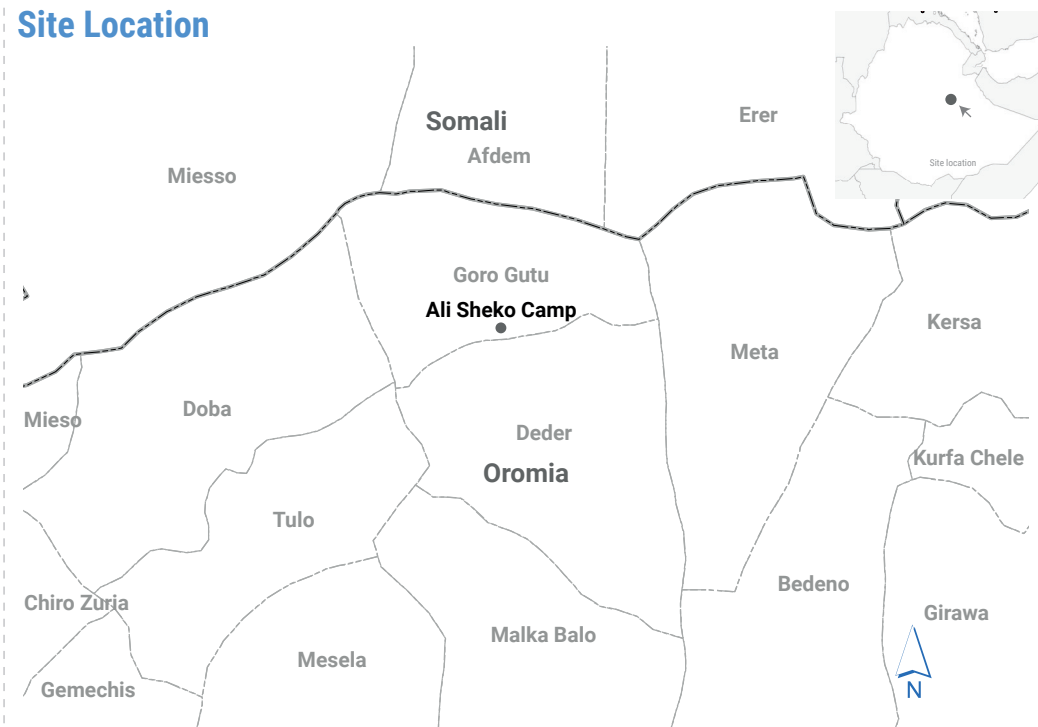 Site Location
Somali
Erer
Afdem
Miesso
Site location
Goro Gutu
Ali Sheko Camp
Kersa
Meta
Doba
Mieso
Deder
Kurfa Chele
Oromia
Tulo
Bedeno
Chiro Zuria
Girawa
Malka Balo
Mesela
Gemechis
N